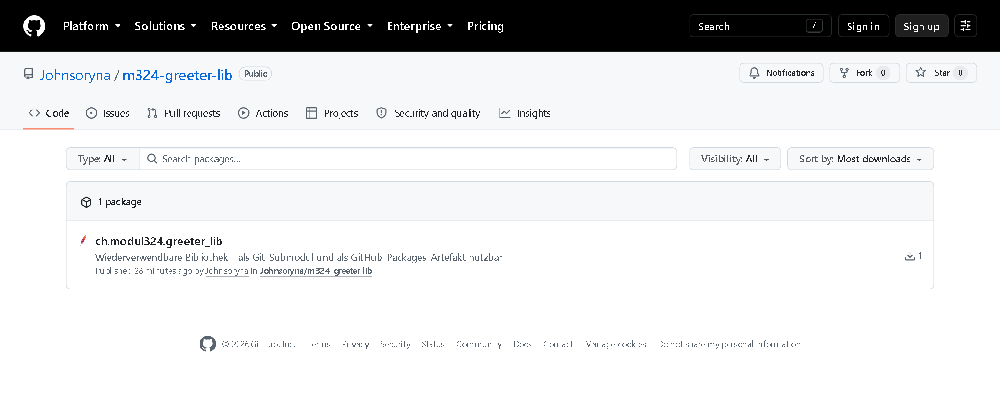 Platform Solutions Resources Open Source Enterprise Pricing Search / Sign in Sign up
Johnsoryna / m324-greeter-lib Public Notifications Fork 0 Star 0
Code Issues Pull requests Actions Projects Security and quality Insights
Type: All Search packages... Visibility: All Sort by: Most downloads
1 package
ch.modul324.greeter_lib
Wiederverwendbare Bibliothek - als Git-Submodul und als GitHub-Packages-Artefakt nutzbar
1
Published 28 minutes ago by Johnsoryna in Johnsoryna/m324-greeter-lib
© 2026 GitHub, Inc. Terms Privacy Security Status Community Docs Contact Manage cookies Do not share my personal information